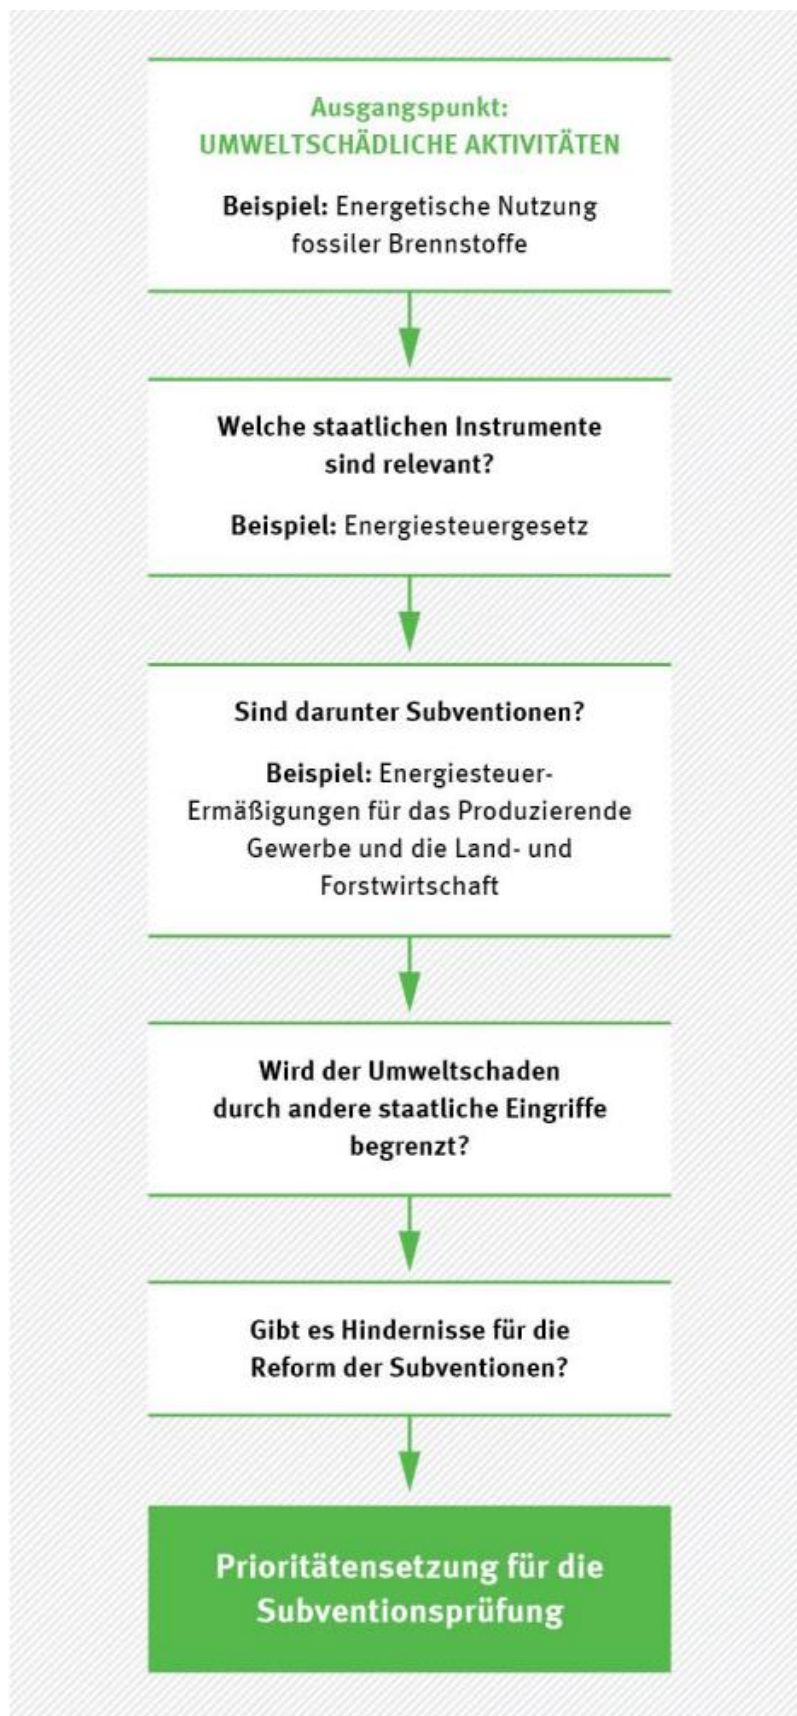 Ausgangspunkt:
UMWELTSCHÄDLICHE AKTIVITÄTEN
Beispiel: Energetische Nutzung
fossiler Brennstoffe
Welche staatlichen Instrumente
sind relevant?
Beispiel: Energiesteuergesetz
Sind darunter Subventionen?
Beispiel: Energiesteuer-
Ermäßigungen für das Produzierende
Gewerbe und die Land- und
Forstwirtschaft
Wird der Umweltschaden
durch andere staatliche Eingriffe
begrenzt?
Gibt es Hindernisse für die
Reform der Subventionen?
Prioritätensetzung für die
Subventionsprüfung